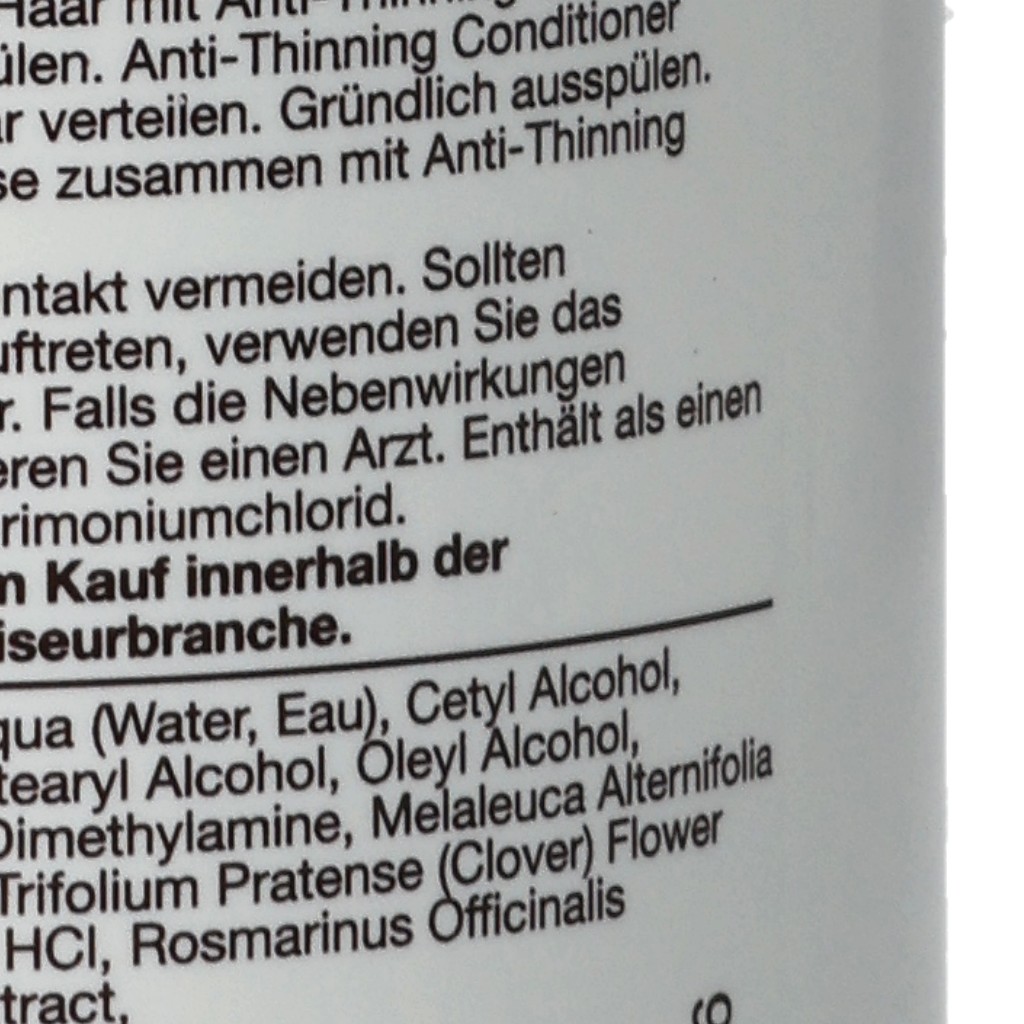 Haar mit Anti-Thinning
ülen. Anti-Thinning Conditioner
ar verteilen. Gründlich ausspülen.
se zusammen mit Anti-Thinning
ntakt vermeiden. Sollten
uftreten, verwenden Sie das
r. Falls die Nebenwirkungen
eren Sie einen Arzt. Enthält als einen
rimoniumchlorid.
n Kauf innerhalb der
iseurbranche.
qua (Water, Eau), Cetyl Alcohol,
tearyl Alcohol, Oleyl Alcohol,
Dimethylamine, Melaleuca Alternifolia
Trifolium Pratense (Clover) Flower
HCl, Rosmarinus Officinalis
tract,